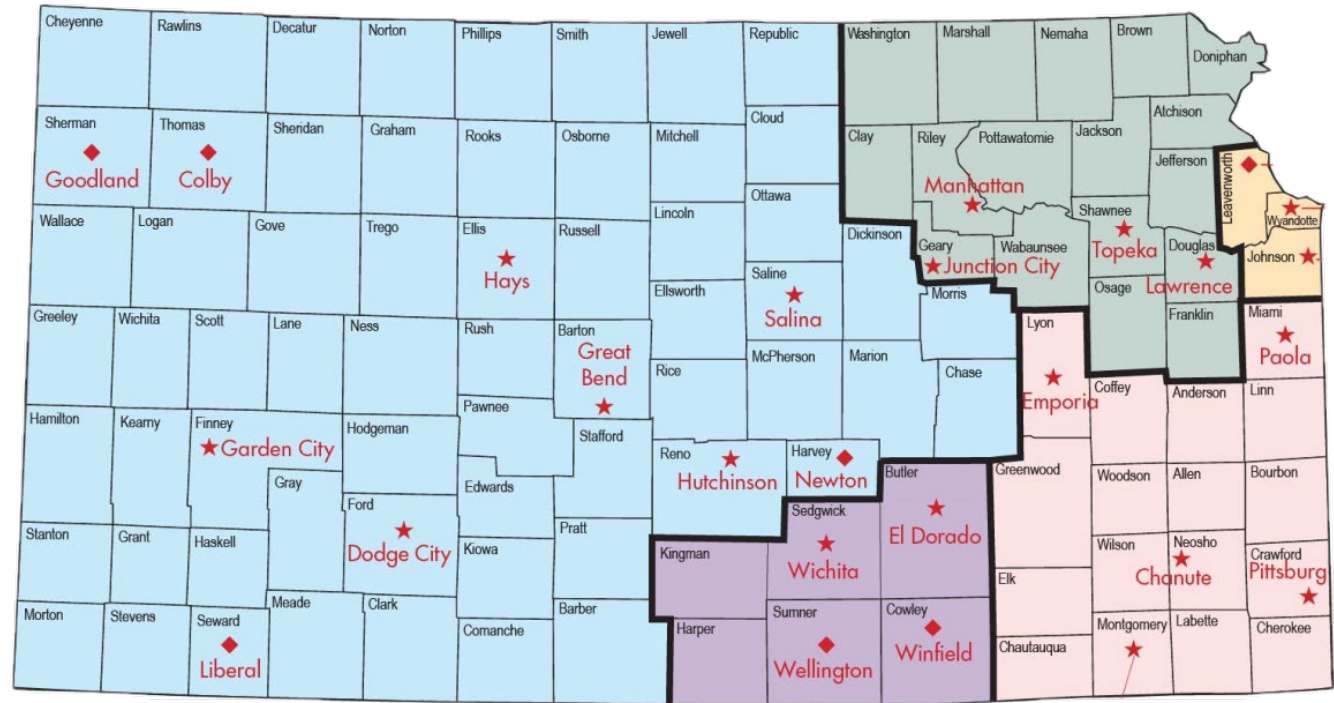 Cheyenne
Rawlins
Decatur
Norton
Phillips
Smith
Jewell
Republic
Washington
Marshall
Nemaha
Brown
Doniphan
Sherman
Goodland
Thomas
Colby
Sheridan
Graham
Rooks
Osborne
Mitchell
Cloud
Clay
Riley
Manhattan
Pottawatomie
Jackson
Atchison
Jefferson
Leavenworth
Wyandotte
Wallace
Logan
Gove
Trego
Ellis
Hays
Russell
Lincoln
Ottawa
Saline
Salina
Dickinson
Geary
Junction City
Wabaunsee
Shawnee
Topeka
Douglas
Lawrence
Johnson
Greeley
Wichita
Scott
Lane
Ness
Rush
Barton
Great
Bend
Ellsworth
Rice
McPherson
Marion
Morris
Chase
Lyon
Emporia
Osage
Franklin
Miami
Paola
Hamilton
Kearny
Finney
Garden City
Hodgeman
Pawnee
Stafford
Reno
Hutchinson
Harvey
Newton
Butler
El Dorado
Greenwood
Coffey
Anderson
Linn
Gray
Ford
Dodge City
Edwards
Pratt
Kiowa
Kingman
Sedgwick
Wichita
Woodson
Allen
Bourbon
Stanton
Grant
Haskell
Elk
Wilson
Neosho
Chanute
Crawford
Pittsburg
Morton
Stevens
Seward
Liberal
Meade
Clark
Comanche
Barber
Harper
Sumner
Wellington
Cowley
Winfield
Chautauqua
Montgomery
Labette
Cherokee